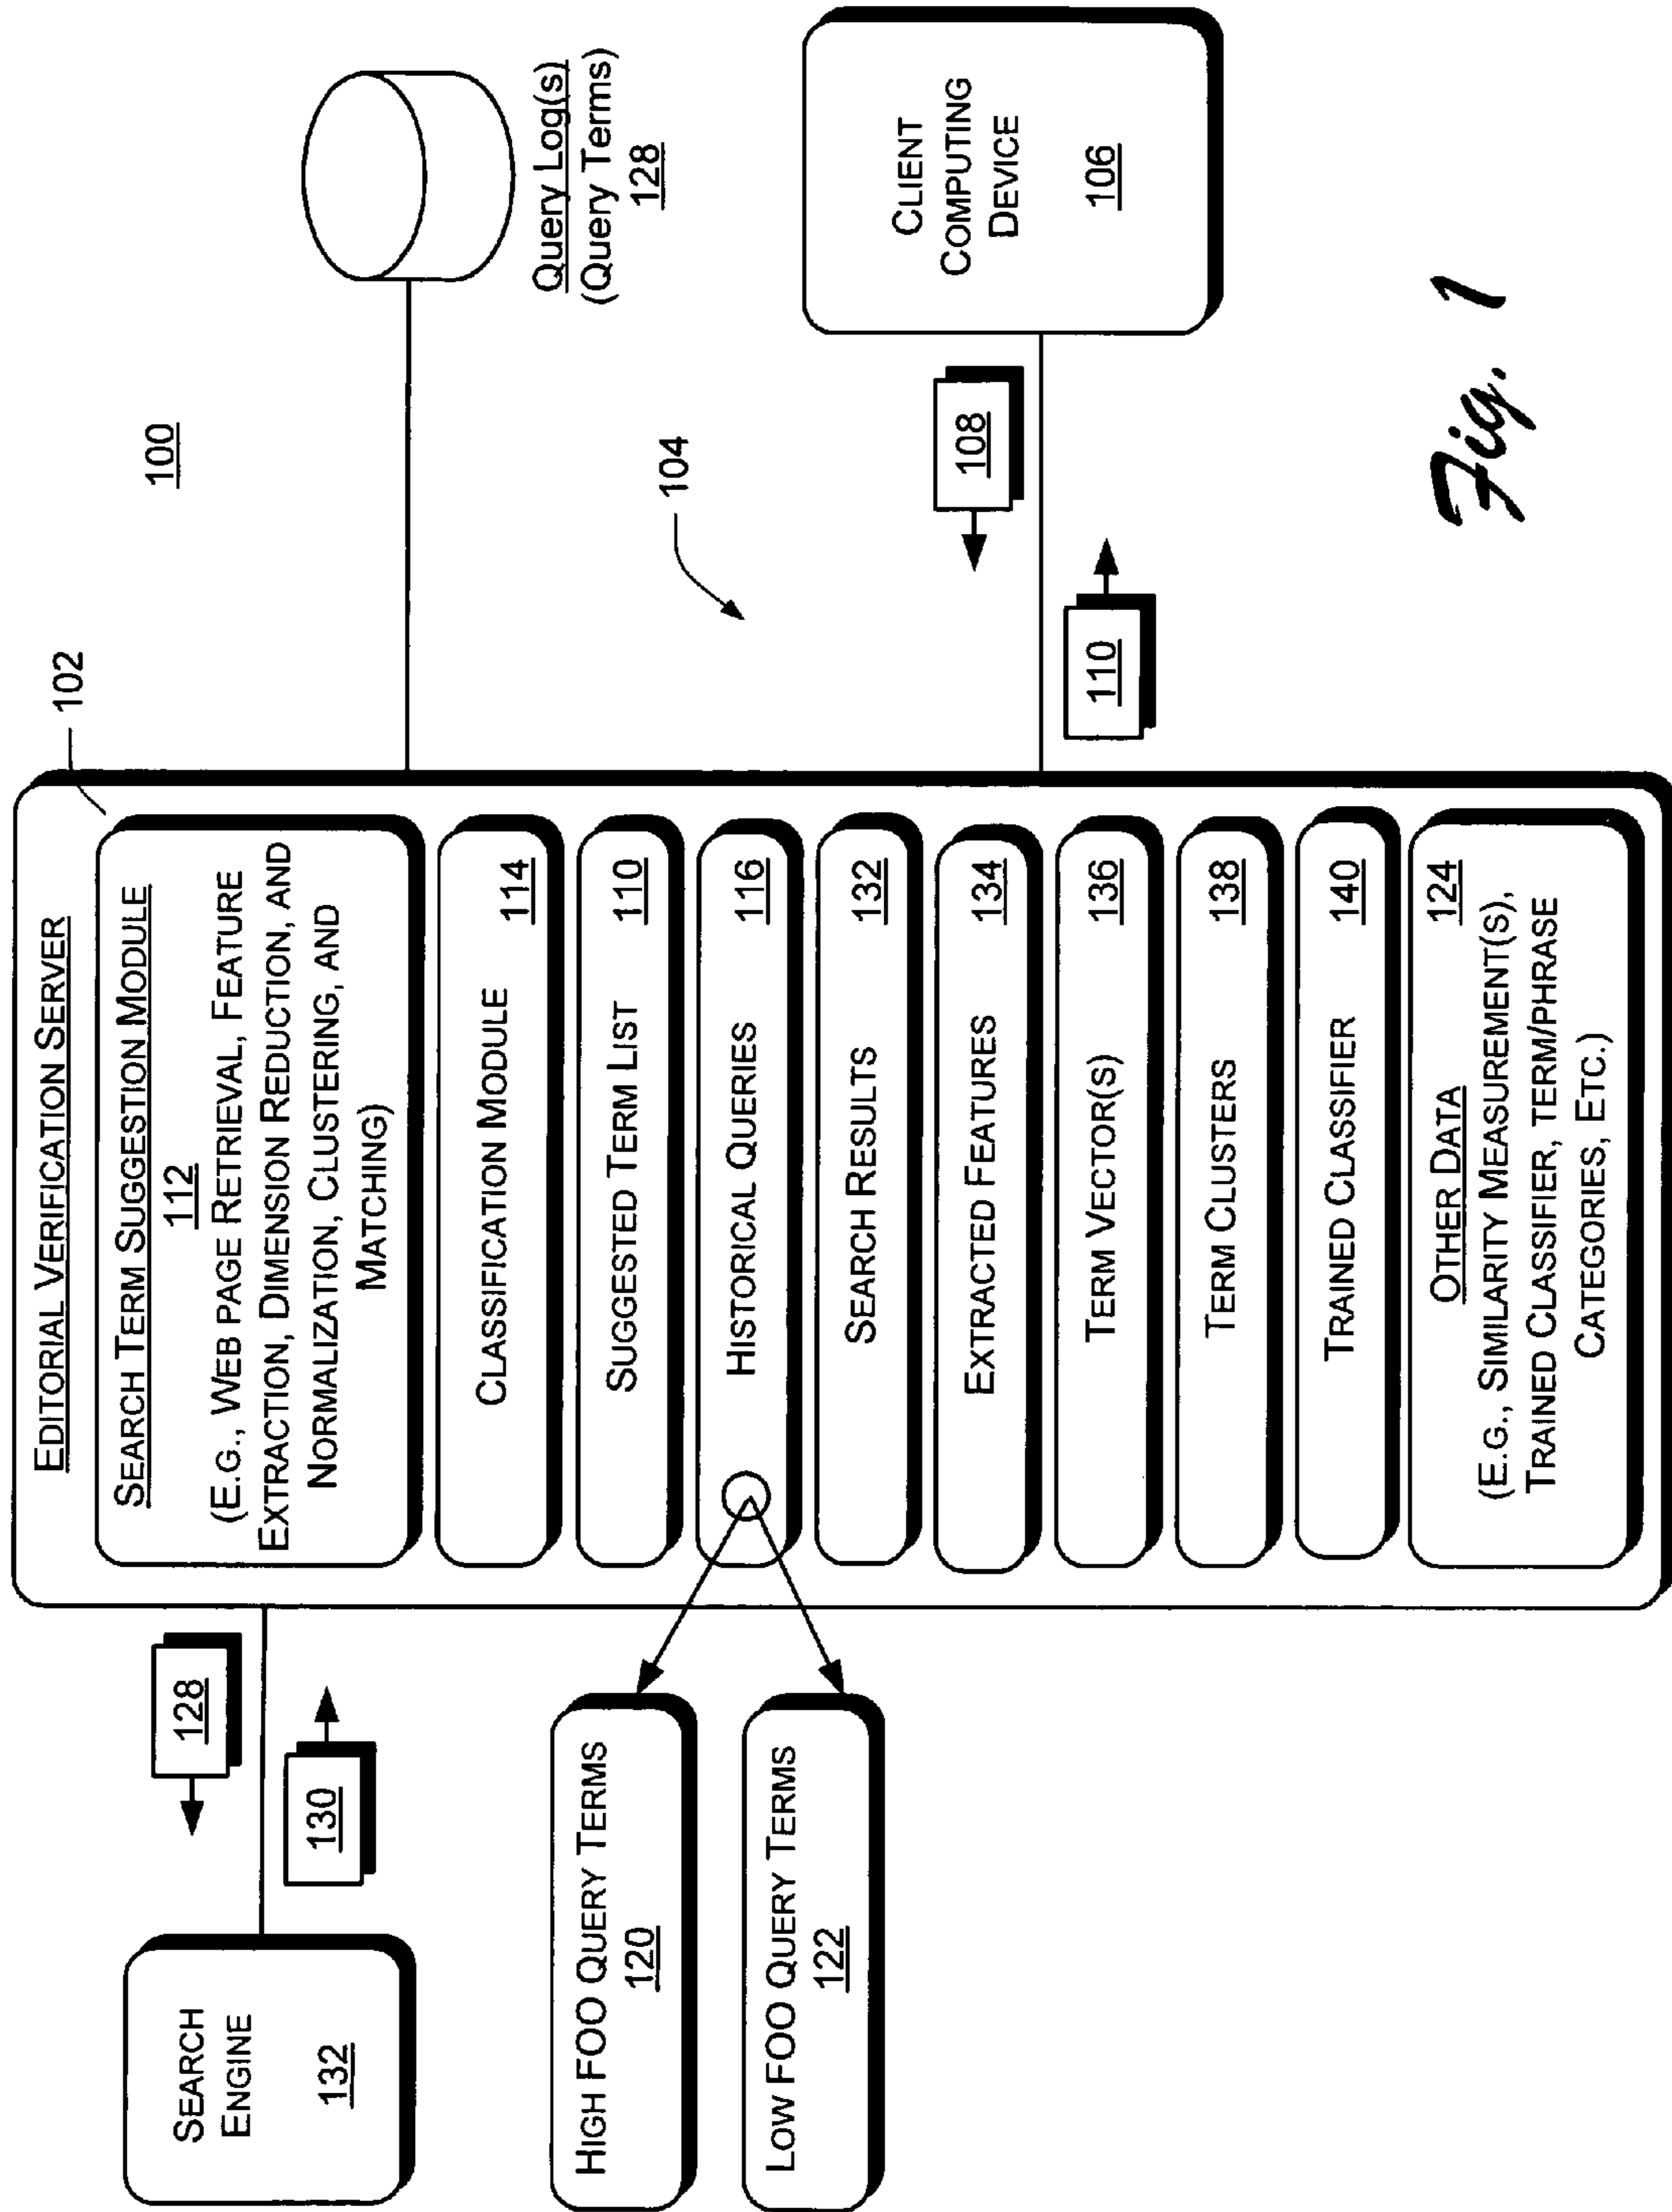 100
102
EDITORIAL VERIFICATION SERVER
SEARCH TERM SUGGESTION MODULE
112
(E.G., WEB PAGE RETRIEVAL, FEATURE
EXTRACTION, DIMENSION REDUCTION, AND
NORMALIZATION, CLUSTERING, AND
MATCHING)
CLASSIFICATION MODULE 114
SUGGESTED TERM LIST 110
HISTORICAL QUERIES 116
SEARCH RESULTS 132
EXTRACTED FEATURES 134
TERM VECTOR(S) 136
TERM CLUSTERS 138
TRAINED CLASSIFIER 140
OTHER DATA 124
(E.G., SIMILARITY MEASUREMENT(S),
TRAINED CLASSIFIER, TERM/PHRASE
CATEGORIES, ETC.)
SEARCH
ENGINE
132
128
130
HIGH FOO QUERY TERMS
120
LOW FOO QUERY TERMS
122
Query Log(s)
(Query Terms)
128
104
108
110
CLIENT
COMPUTING
DEVICE
106
Fig. 1